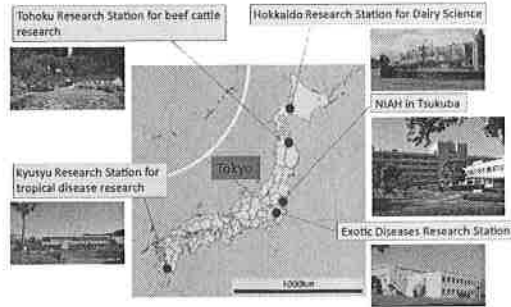 Tohoku Research Station for beef cattle
research
Hokkaido Research Station for Dairy Science
NIAH in Tsukuba
Kyusyu Research Station for
tropical disease research
Tokyo
Exotic Diseases Research Station
1000km